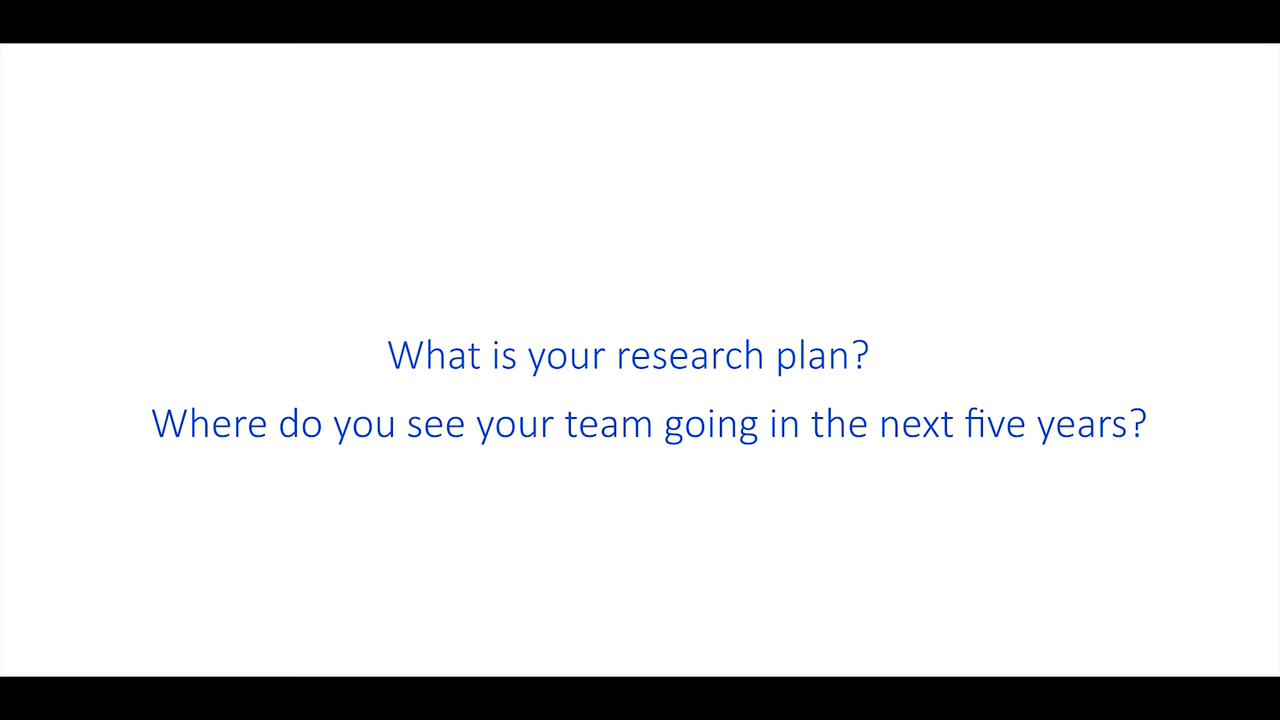 What is your research plan?
Where do you see your team going in the next five years?